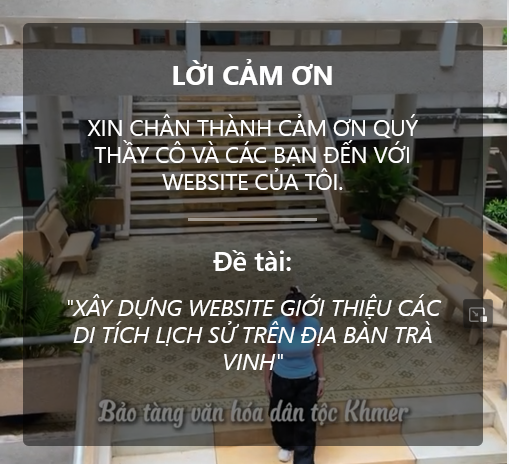 LỜI CẢM ƠN
XIN CHÂN THÀNH CẢM ƠN QUÝ
THẦY CÔ VÀ CÁC BẠN ĐẾN VỚI
WEBSITE CỦA TÔI.
Đề tài:
"XÂY DỰNG WEBSITE GIỚI THIỆU CÁC
DI TÍCH LỊCH SỬ TRÊN ĐỊA BÀN TRÀ
VINH"
Bảo tàng văn hóa dân tộc Khmer